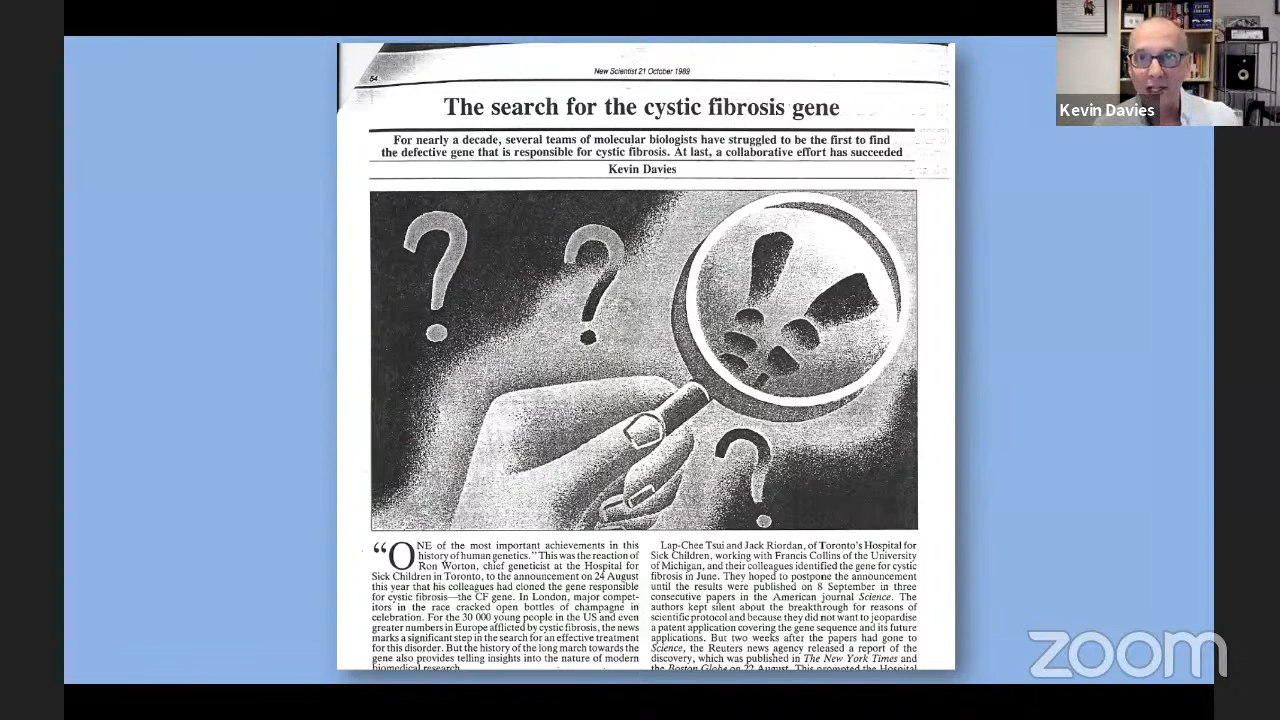 New Scientist 21 October 1989
54
The search for the cystic fibrosis gene
For nearly a decade, several teams of molecular biologists have struggled to be the first to find
the defective gene that is responsible for cystic fibrosis. At last, a collaborative effort has succeeded
Kevin Davies
“ONE of the most important achievements in this
history of human genetics.” This was the reaction of
Ron Worton, chief geneticist at the Hospital for
Sick Children in Toronto, to the announcement on 24 August
this year that his colleagues had cloned the gene responsible
for cystic fibrosis—the CF gene. In London, major compet-
itors in the race cracked open bottles of champagne in
celebration. For the 30 000 young people in the US and even
greater numbers in Europe afflicted by cystic fibrosis, the news
marks a significant step in the search for an effective treatment
for this disorder. But the history of the long march towards the
gene also provides telling insights into the nature of modern
biomedical research.
Lap-Chee Tsui and Jack Riordan, of Toronto's Hospital for
Sick Children, working with Francis Collins of the University
of Michigan, and their colleagues identified the gene for cystic
fibrosis in June. They hoped to postpone the announcement
until the results were published on 8 September in three
consecutive papers in the American journal Science. The
authors kept silent about the breakthrough for reasons of
scientific protocol and because they did not want to jeopardise
a patent application covering the gene sequence and its future
applications. But two weeks after the papers had gone to
Science, the Reuters news agency released a report of the
discovery, which was published in The New York Times and
the Boston Globe on 22 August. This prompted the Hospital
Kevin Davies
zoom